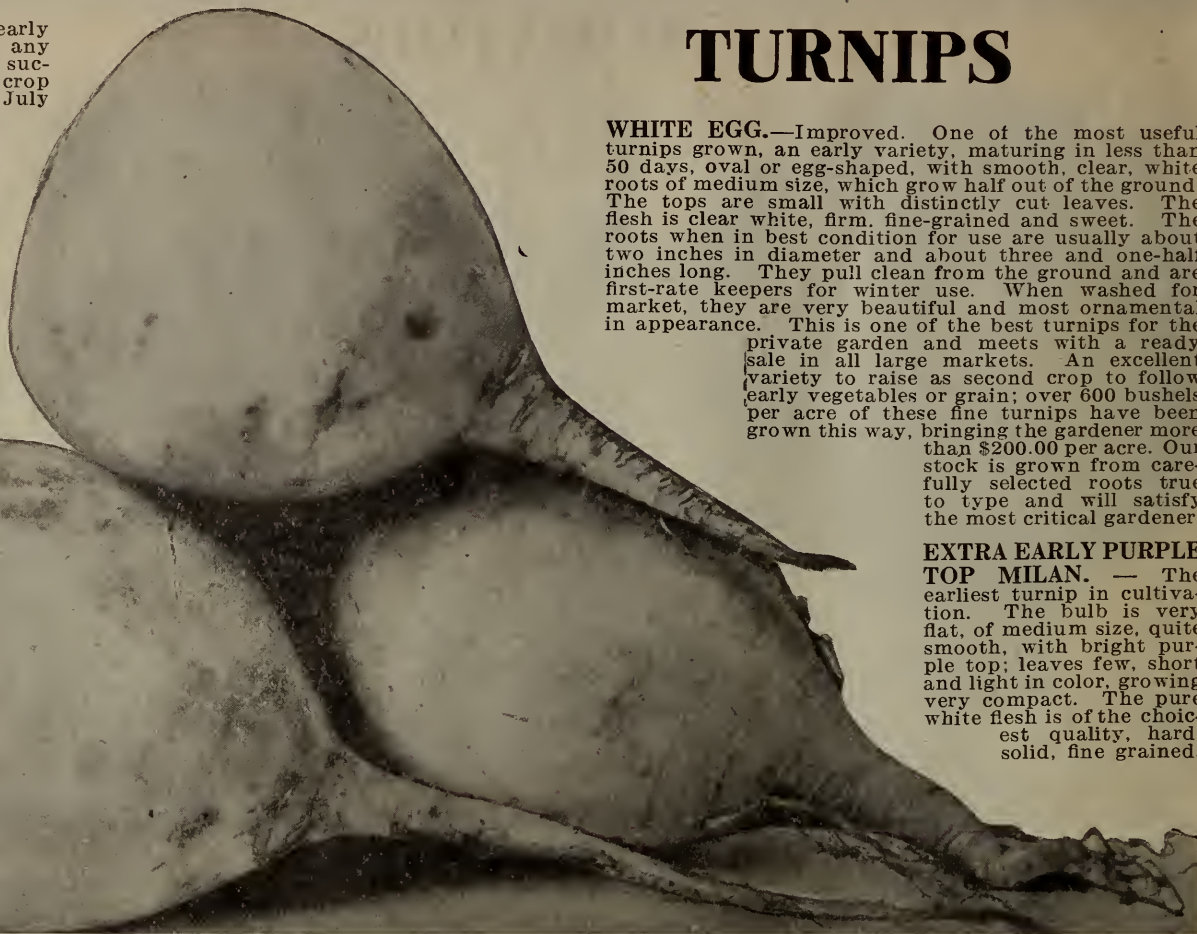 early
any
suc-
crop
July
TURNIPS
WHITE EGG.—Improved. One of the most useful
turnips grown, an early variety, maturing in less than
50 days, oval or egg-shaped, with smooth, clear, white
roots of medium size, which grow half out of the ground
The tops are small with distinctly cut leaves. The
flesh is clear white, firm. fine-grained and sweet. The
roots when in best condition for use are usually about
two inches in diameter and about three and one-half
inches long. They pull clean from the ground and are
first-rate keepers for winter use. When washed for
market, they are very beautiful and most ornamental
in appearance. This is one of the best turnips for the
private garden and meets with a ready
sale in all large markets. An excellent
variety to raise as second crop to follow
early vegetables or grain; over 600 bushels
per acre of these fine turnips have been
grown this way, bringing the gardener more
than $200.00 per acre. Our
stock is grown from care-
fully selected roots true
to type and will satisfy
the most critical gardener
EXTRA EARLY PURPLE
TOP MILAN. — The
earliest turnip in cultiva-
tion. The bulb is very
flat, of medium size, quite
smooth, with bright pur-
ple top; leaves few, short
and light in color, growing
very compact. The pure
white flesh is of the choic-
est quality, hard
solid, fine grained